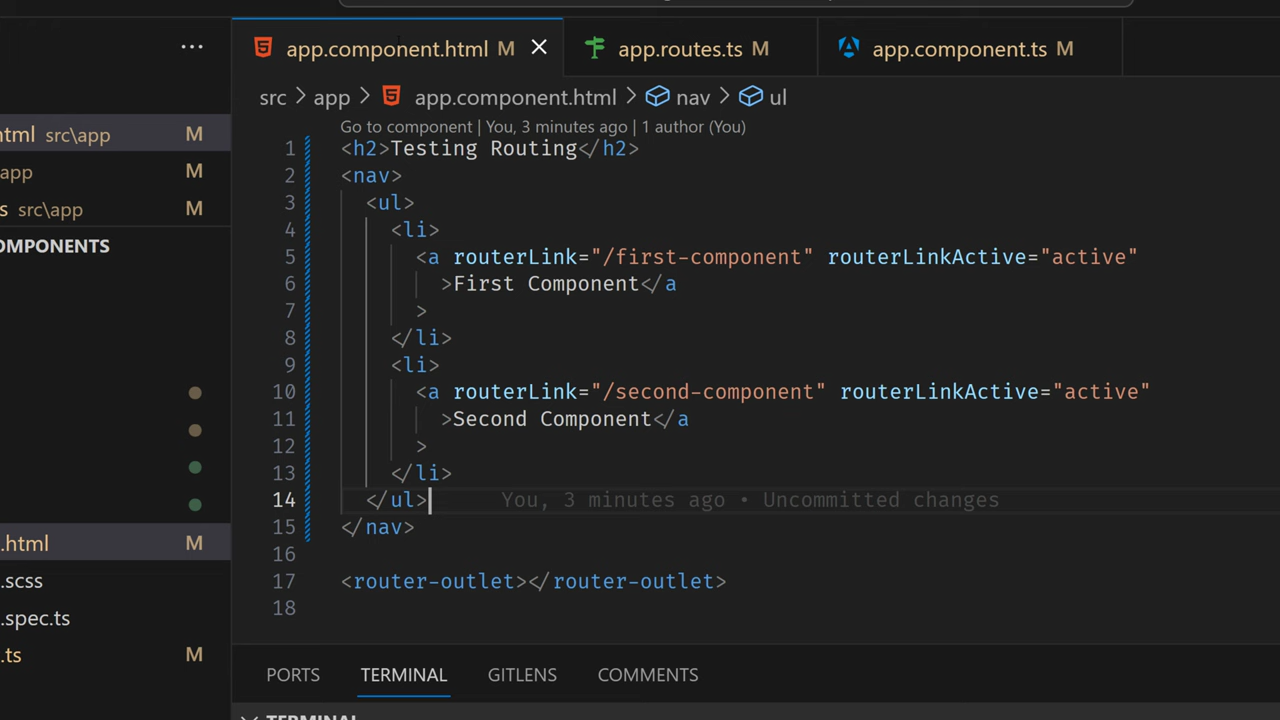 app.component.html M
app.routes.ts M
app.component.ts M
src > app > app.component.html > nav > ul
html src\app M
app M
s src\app M
OMPONENTS
.html M
.scss
.spec.ts
.ts M
Go to component | You, 3 minutes ago | 1 author (You)
1 <h2>Testing Routing</h2>
2 <nav>
3 <ul>
4 <li>
5 <a routerLink="/first-component" routerLinkActive="active"
6 >First Component</a
7 >
8 </li>
9 <li>
10 <a routerLink="/second-component" routerLinkActive="active"
11 >Second Component</a
12 >
13 </li>
14 </ul> You, 3 minutes ago • Uncommitted changes
15 </nav>
16
17 <router-outlet></router-outlet>
18
PORTS TERMINAL GITLENS COMMENTS
TERMINAL